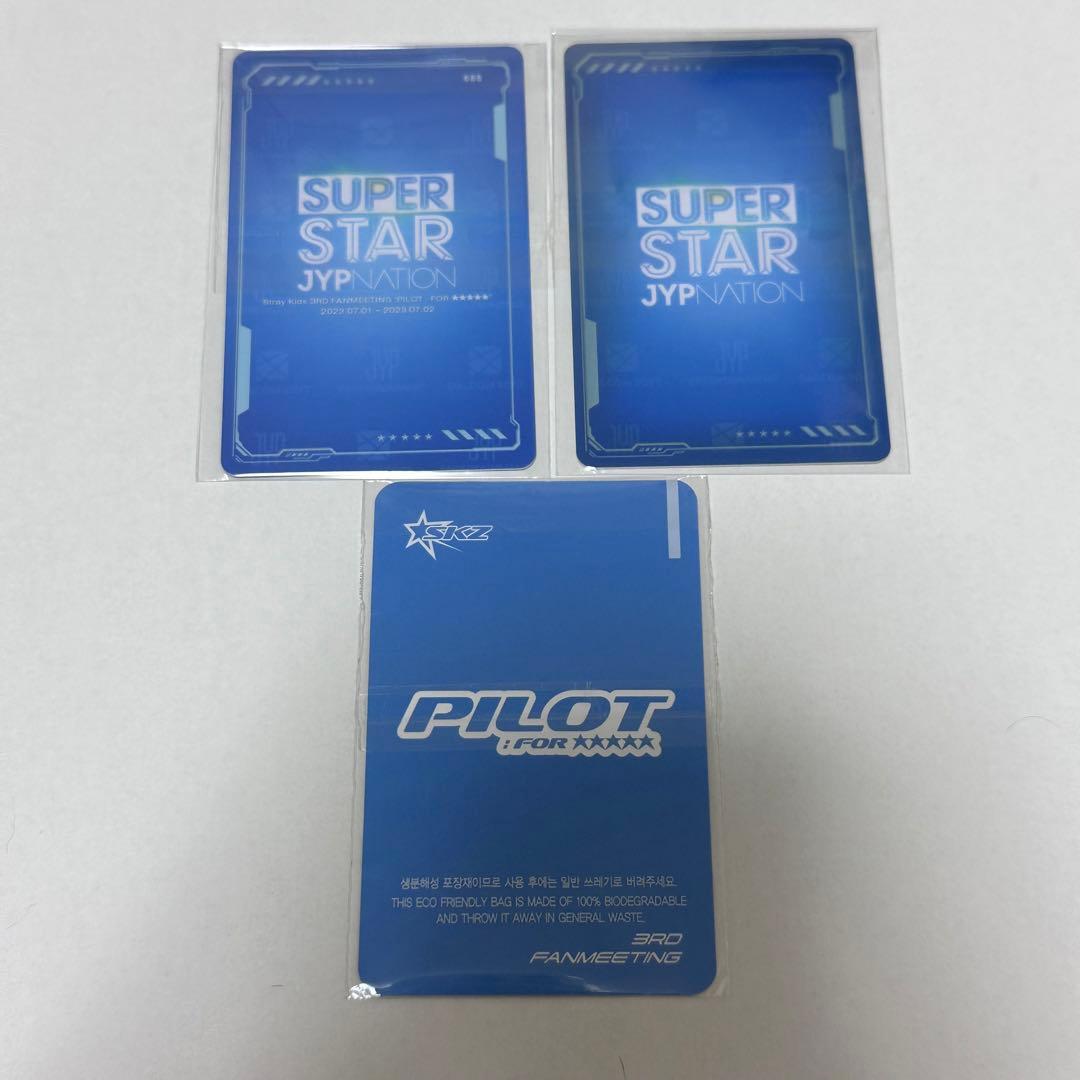 SUPER
STAR
JYPNATION
Stray Kids 3RD FANMEETING 'PILOT : FOR ★★★★★'
2023.07.01 - 2023.07.02
★★★★★
SUPER
STAR
JYPNATION
★★★★★
SKZ
PILOT
: FOR ★★★★★
생분해성 포장재이므로 사용 후에는 일반 쓰레기로 버려주세요.
THIS ECO FRIENDLY BAG IS MADE OF 100% BIODEGRADABLE
AND THROW IT AWAY IN GENERAL WASTE.
3RD
FANMEETING